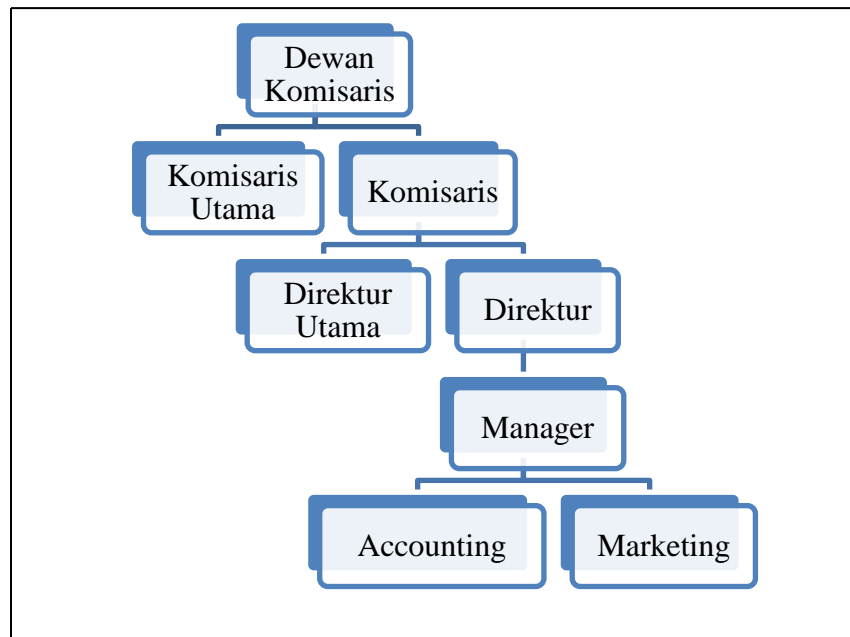 Dewan
Komisaris
Komisaris
Utama
Komisaris
Direktur
Utama
Direktur
Manager
Accounting
Marketing